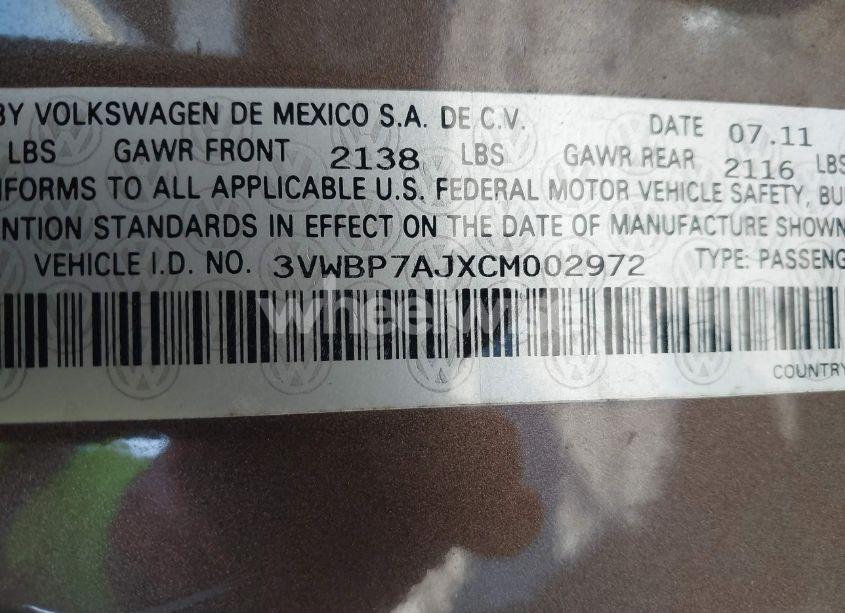 BY VOLKSWAGEN DE MEXICO S.A. DE C.V. DATE 07.11
LBS GAWR FRONT 2138 LBS GAWR REAR 2116 LBS
NFORMS TO ALL APPLICABLE U.S. FEDERAL MOTOR VEHICLE SAFETY, BU
ENTION STANDARDS IN EFFECT ON THE DATE OF MANUFACTURE SHOWN
VEHICLE I.D. NO. 3VWBP7AJXCM002972 TYPE: PASSENG
wheelwise
COUNTRY